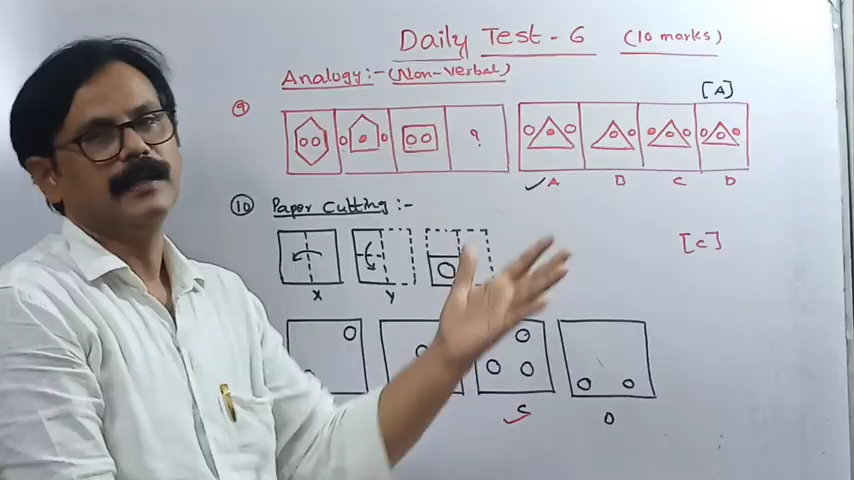 Daily Test - 6 (10 marks)
Analogy :- (Non-Verbal)
[A]
9
?
A B C D
10 Paper Cutting :-
[C]
X Y
C D